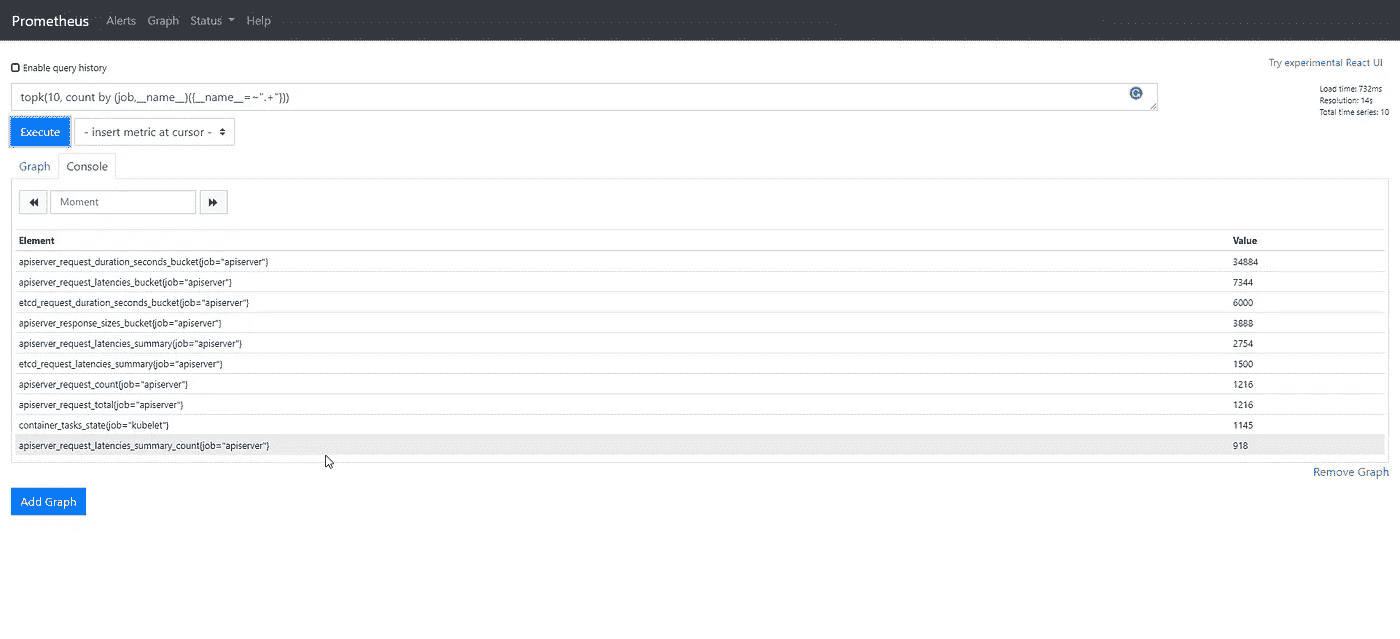 Prometheus Alerts Graph Status Help
Enable query history
Try experimental React UI
topk(10, count by (job,__name__)({__name__=~".+"}))
Load time: 732ms
Resolution: 14s
Total time series: 10
Execute - insert metric at cursor -
Graph Console
Moment
Element Value
apiserver_request_duration_seconds_bucket{job="apiserver"} 34884
apiserver_request_latencies_bucket{job="apiserver"} 7344
etcd_request_duration_seconds_bucket{job="apiserver"} 6000
apiserver_response_sizes_bucket{job="apiserver"} 3888
apiserver_request_latencies_summary{job="apiserver"} 2754
etcd_request_latencies_summary{job="apiserver"} 1500
apiserver_request_count{job="apiserver"} 1216
apiserver_request_total{job="apiserver"} 1216
container_tasks_state{job="kubelet"} 1145
apiserver_request_latencies_summary_count{job="apiserver"} 918
Remove Graph
Add Graph